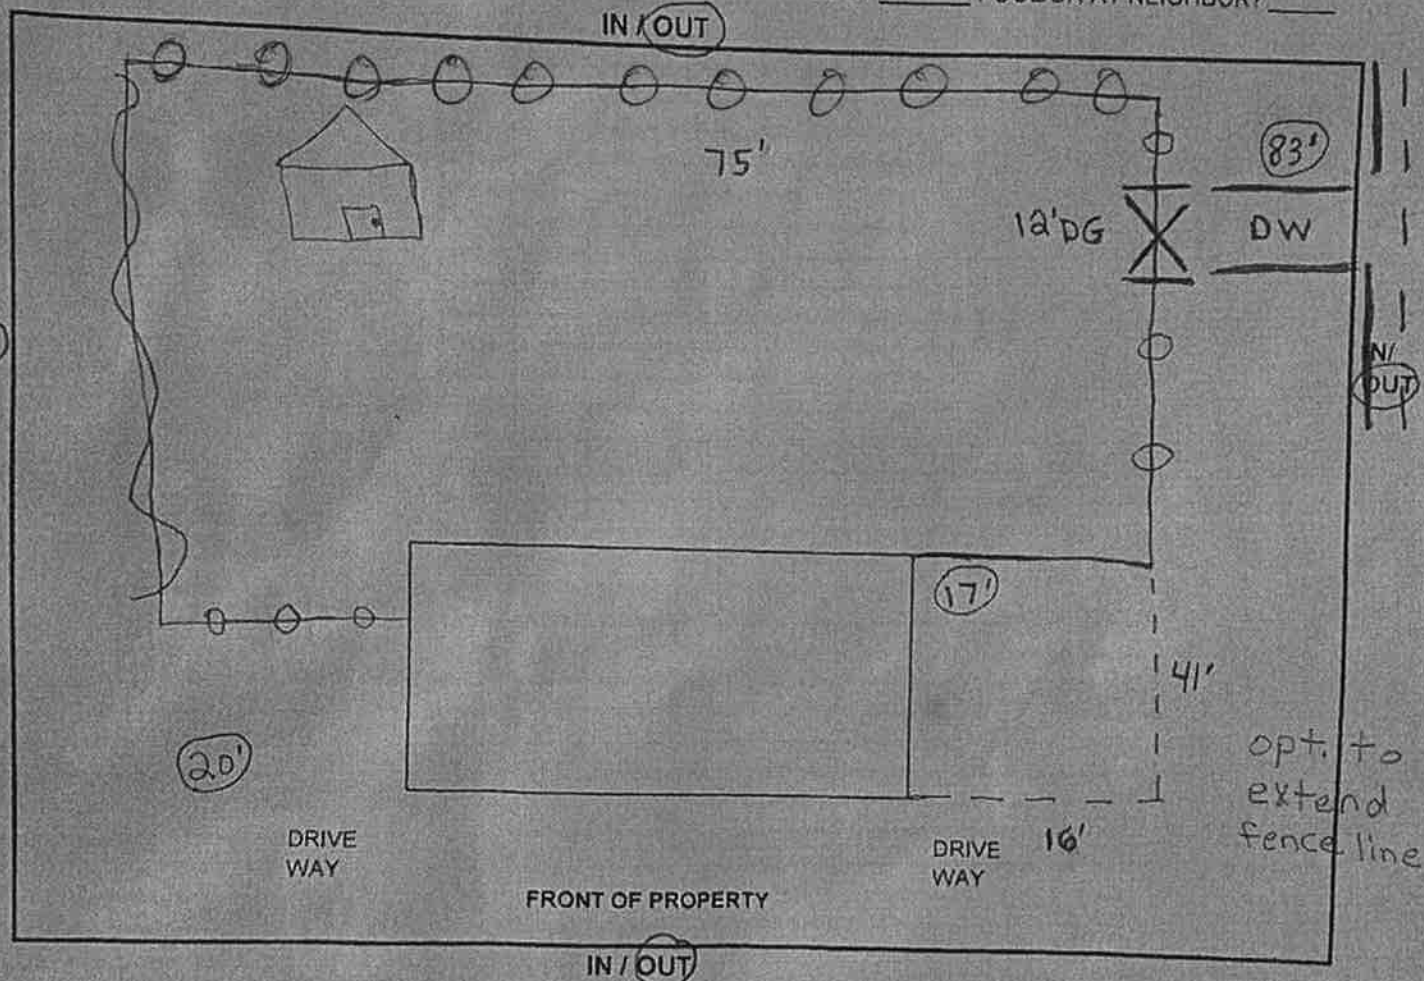 IN / OUT
75'
83'
12'DG
DW
IN/
OUT
17'
41'
20'
opt. to
extend
fence line
DRIVE
WAY
DRIVE
WAY
16'
FRONT OF PROPERTY
IN / OUT